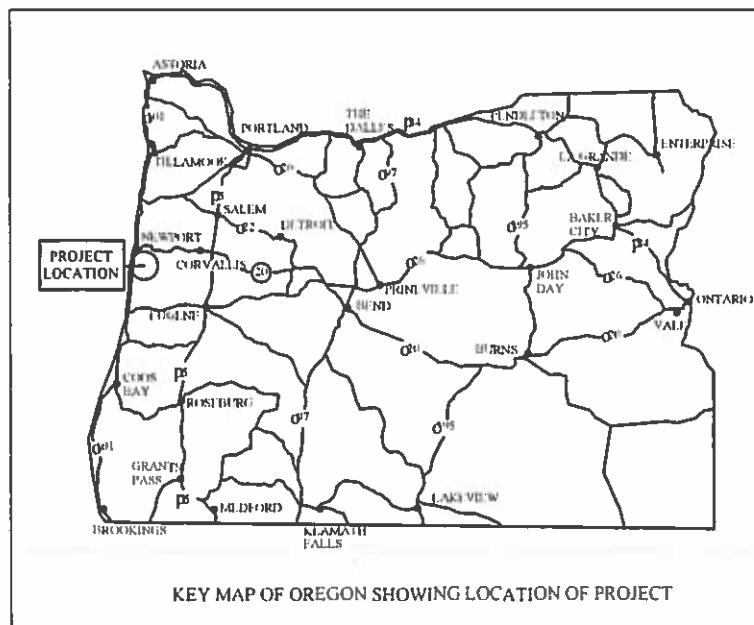 ASTORIA
THE
DALLES
PORTLAND
PENDLETON
ENTERPRISE
TILLAMOOK
LA GRANDE
SALEM
DETROIT
BAKER
CITY
NEWPORT
PROJECT
LOCATION
CORVALLIS
20
PRINEVILLE
JOHN
DAY
ONTARIO
EUGENE
BEND
VALE
BURNS
COOS
BAY
ROSEBURG
GRANTS
PASS
MEDFORD
LAKEVIEW
BROOKINGS
KLAMATH
FALLS
KEY MAP OF OREGON SHOWING LOCATION OF PROJECT